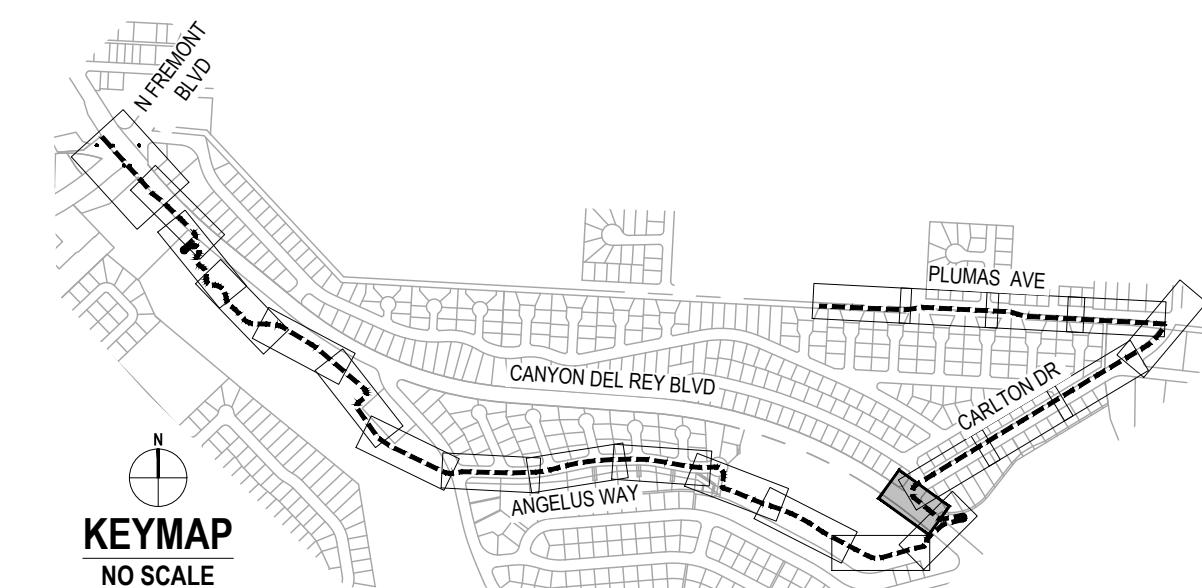 N FREMONT
BLVD
PLUMAS AVE
CANYON DEL REY BLVD
CARLTON DR
N
ANGELUS WAY
KEYMAP
NO SCALE